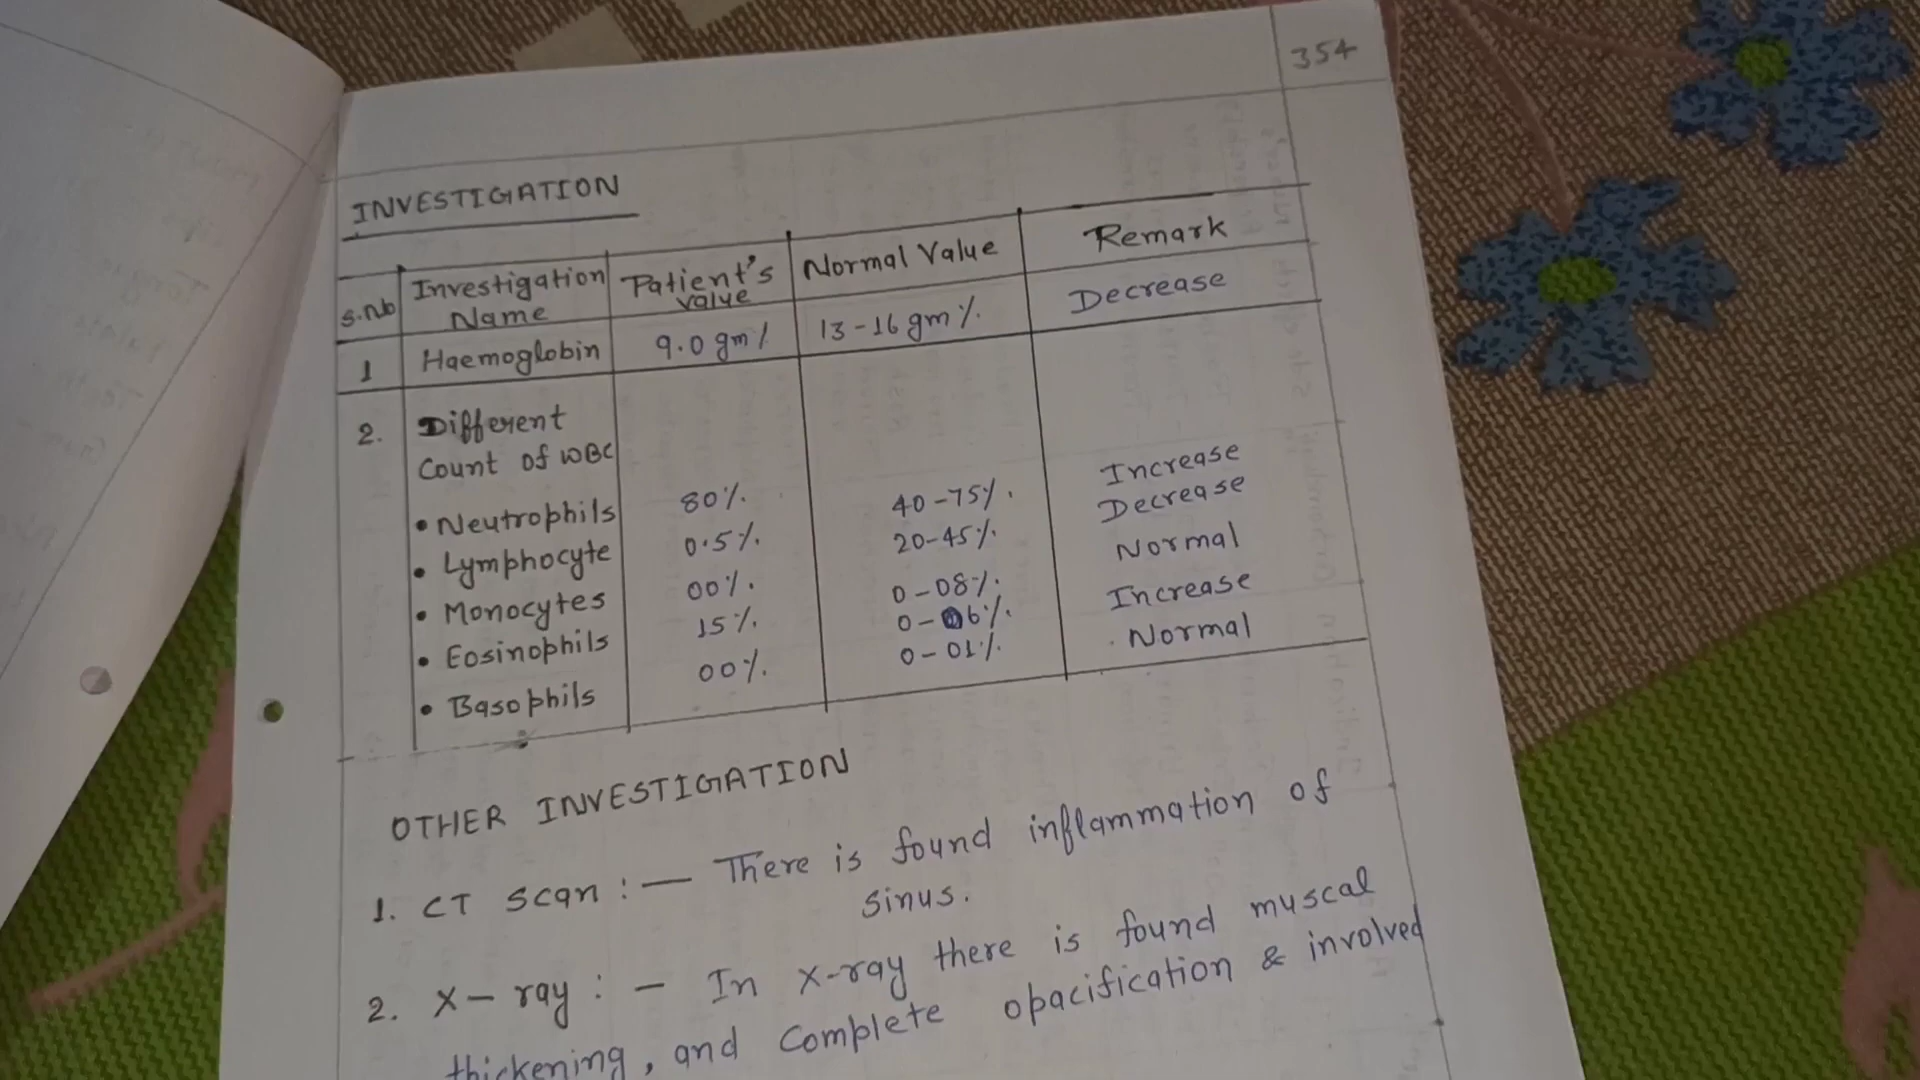 354
INVESTIGATION
S.No Investigation Name Patient's Value Normal Value Remark
1 Haemoglobin 9.0 gm/ 13-16 gm%. Decrease
2. Different
Count of WBC
• Neutrophils 80%. 40-75%. Increase
• Lymphocyte 0.5%. 20-45%. Decrease
• Monocytes 00%. 0-08%. Normal
• Eosinophils 15%. 0-06%. Increase
• Basophils 00%. 0-01%. Normal
OTHER INVESTIGATION
1. CT Scan :— There is found inflammation of
sinus.
2. X-ray :- In X-ray there is found muscal
thickening, and Complete opacification & involved